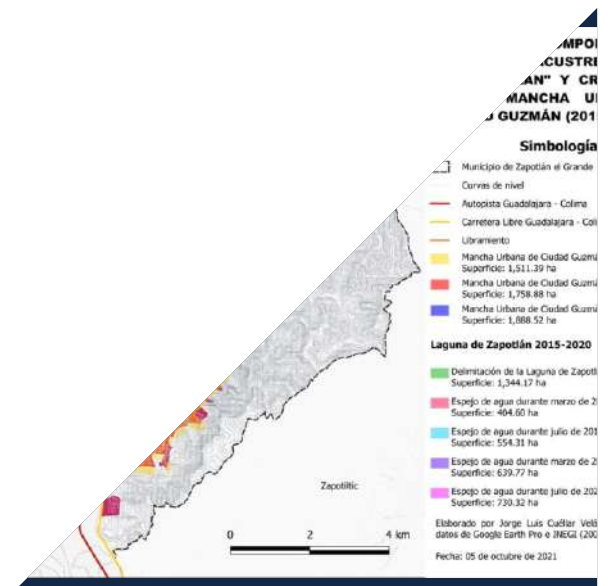 AN" Y CR
MANCHA U
GUZMÁN (201
Simbología
Municipio de Zapotlán el Grande
Curvas de nivel
Autopista Guadalajara - Colima
Carretera Libre Guadalajara - Coli
Libramiento
Mancha Urbana de Ciudad Guzmá
Superficie: 1,511.39 ha
Mancha Urbana de Ciudad Guzmá
Superficie: 1,758.88 ha
Mancha Urbana de Ciudad Guzmá
Superficie: 1,888.52 ha
Laguna de Zapotlán 2015-2020
Delimitación de la Laguna de Zapotl
Superficie: 1,344.17 ha
Espejo de agua durante marzo de 2
Superficie: 404.60 ha
Espejo de agua durante julio de 201
Superficie: 554.31 ha
Espejo de agua durante marzo de 2
Superficie: 639.77 ha
Espejo de agua durante julio de 202
Superficie: 730.32 ha
Zapotiltic
0 2 4 km
Elaborado por Jorge Luis Cuéllar Velá
datos de Google Earth Pro e INEGI (200
Fecha: 05 de octubre de 2021